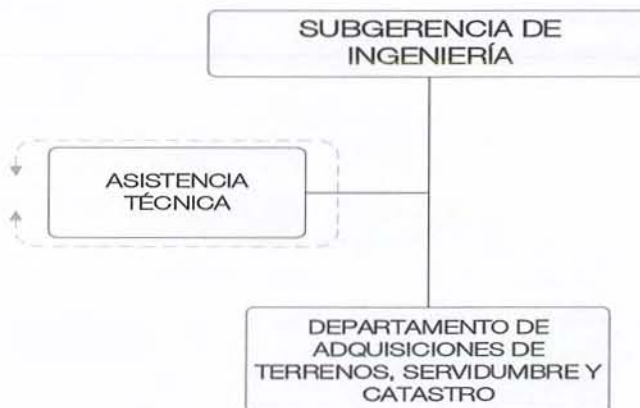 SUBGERENCIA DE
INGENIERÍA
ASISTENCIA
TÉCNICA
DEPARTAMENTO DE
ADQUISICIONES DE
TERRENOS, SERVIDUMBRE Y
CATASTRO